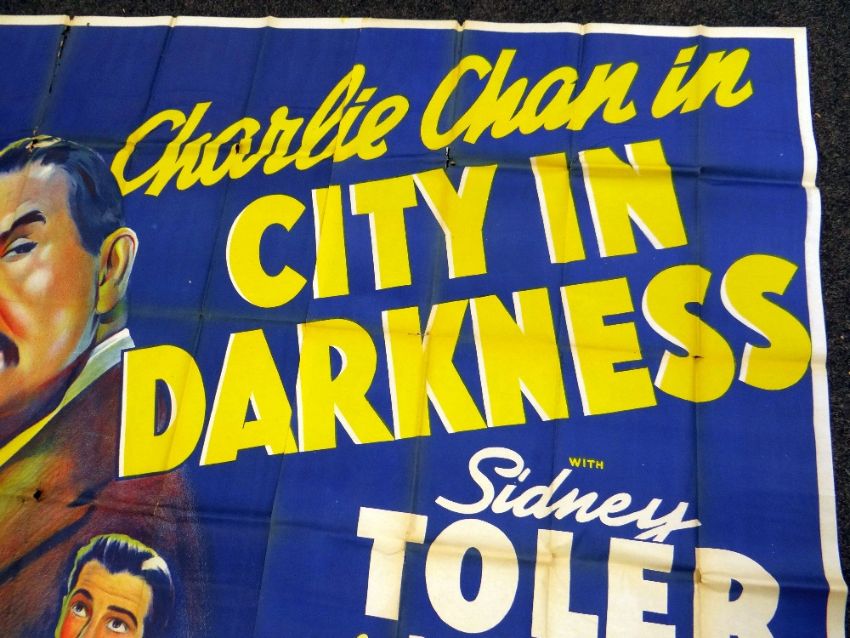 Charlie Chan in
CITY IN
DARKNESS
WITH
Sidney
TOLER